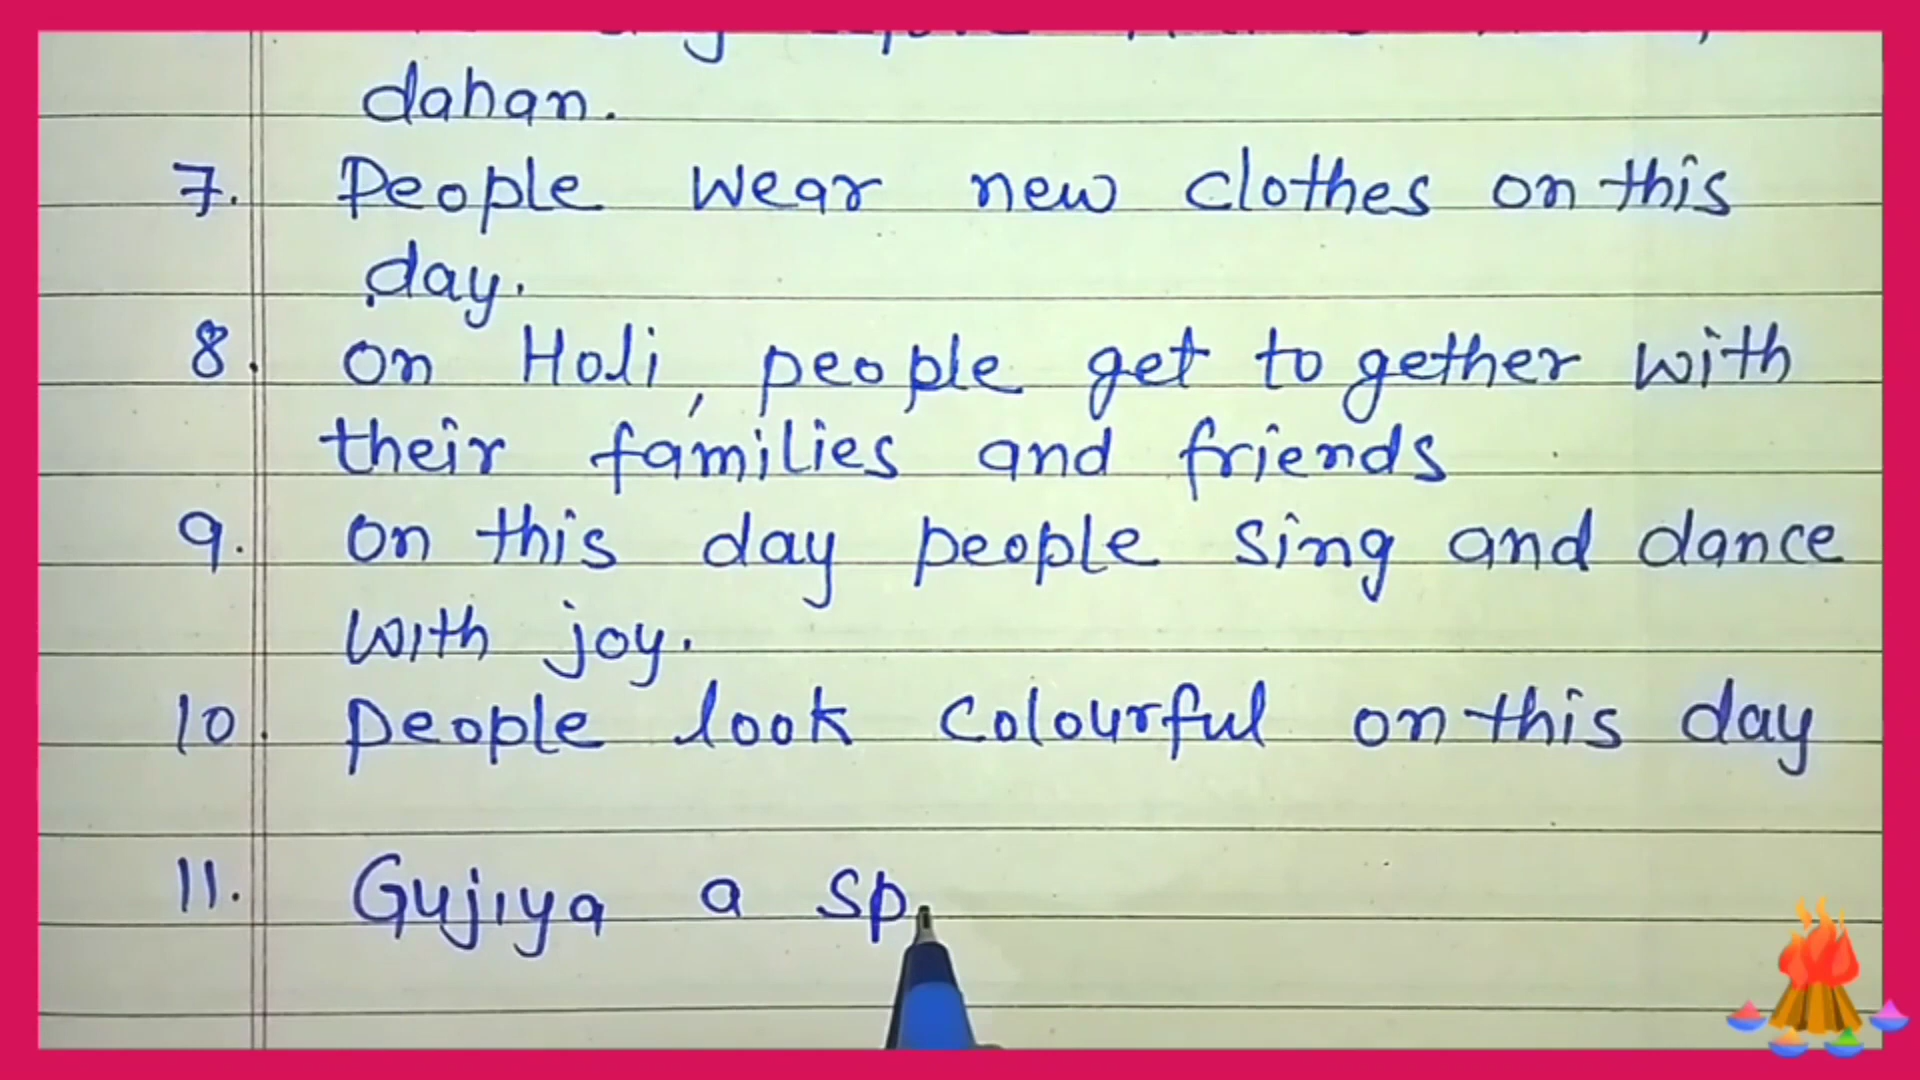 dahan.
7. People wear new clothes on this
day.
8. On Holi, people get together with
their families and friends
9. On this day people sing and dance
with joy.
10. People look colourful on this day
11. Gujiya a sp